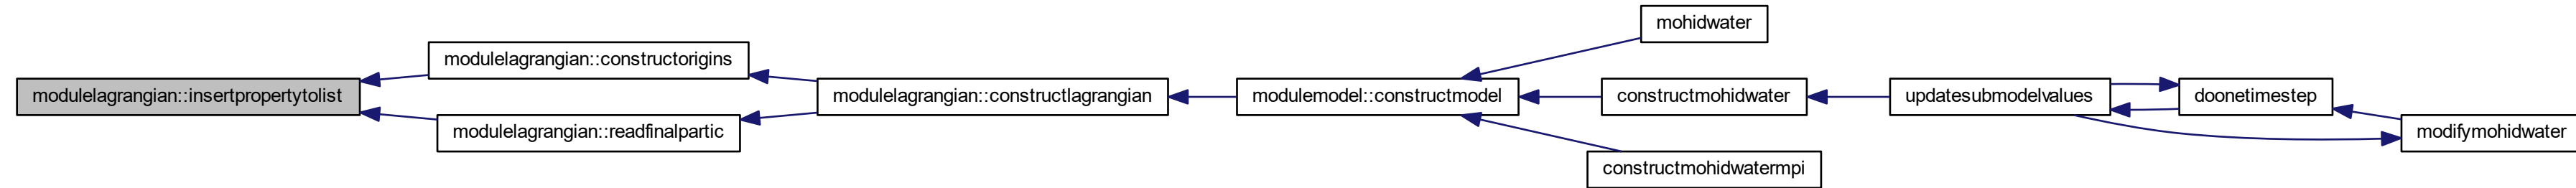 mohidwater
modulelagrangian::constructorigins
modulelagrangian::insertpropertytolist
modulelagrangian::constructlagrangian
modulemodel::constructmodel
constructmohidwater
updatesubmodelvalues
doonetimestep
modulelagrangian::readfinalpartic
modifymohidwater
constructmohidwatermpi